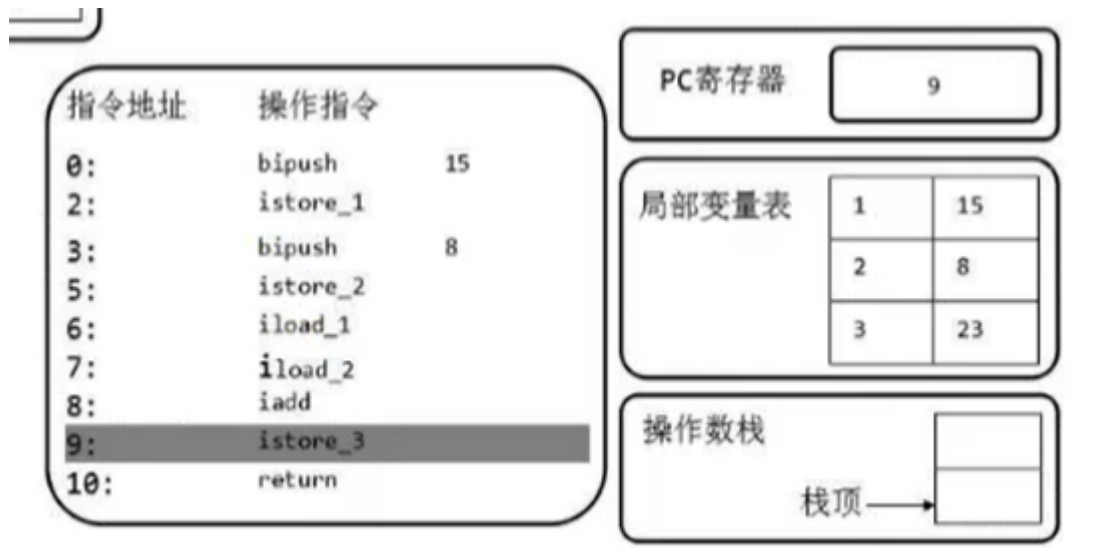 指令地址 操作指令
0: bipush 15
2: istore_1
3: bipush 8
5: istore_2
6: iload_1
7: iload_2
8: iadd
9: istore_3
10: return
PC寄存器 9
局部变量表 1 15
2 8
3 23
操作数栈
栈顶